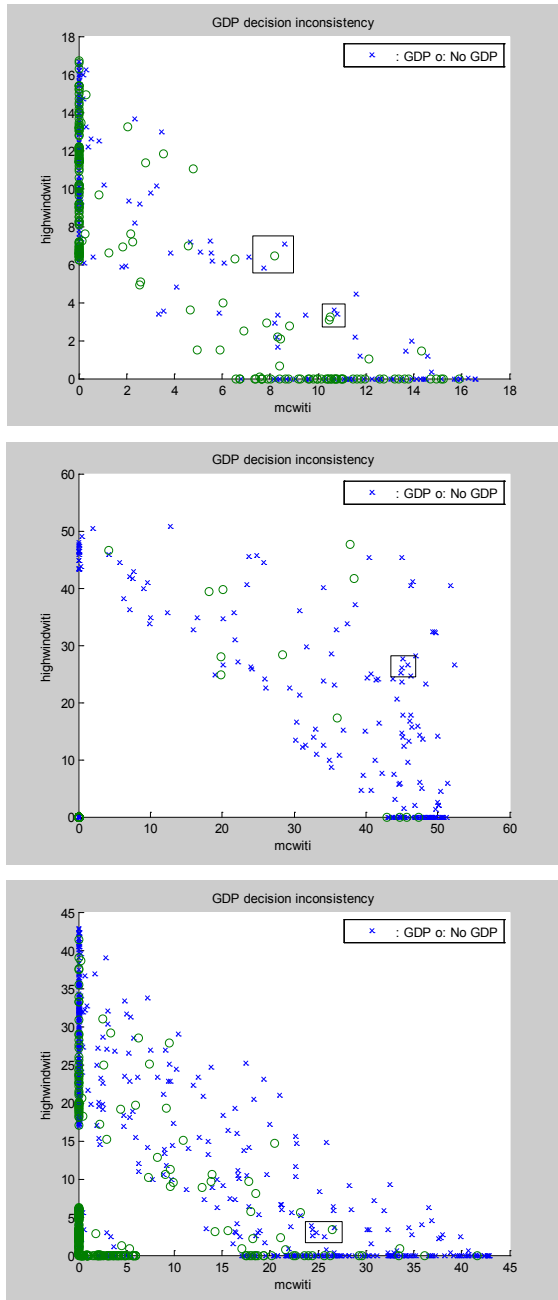 GDP decision inconsistency
18
× : GDP o: No GDP
16
14
12
10
8
6
4
2
0
highwindwiti
0 2 4 6 8 10 12 14 16 18
mcwiti
GDP decision inconsistency
60
× : GDP o: No GDP
50
40
30
20
10
0
highwindwiti
0 10 20 30 40 50 60
mcwiti
GDP decision inconsistency
45
× : GDP o: No GDP
40
35
30
25
20
15
10
5
0
highwindwiti
0 5 10 15 20 25 30 35 40 45
mcwiti